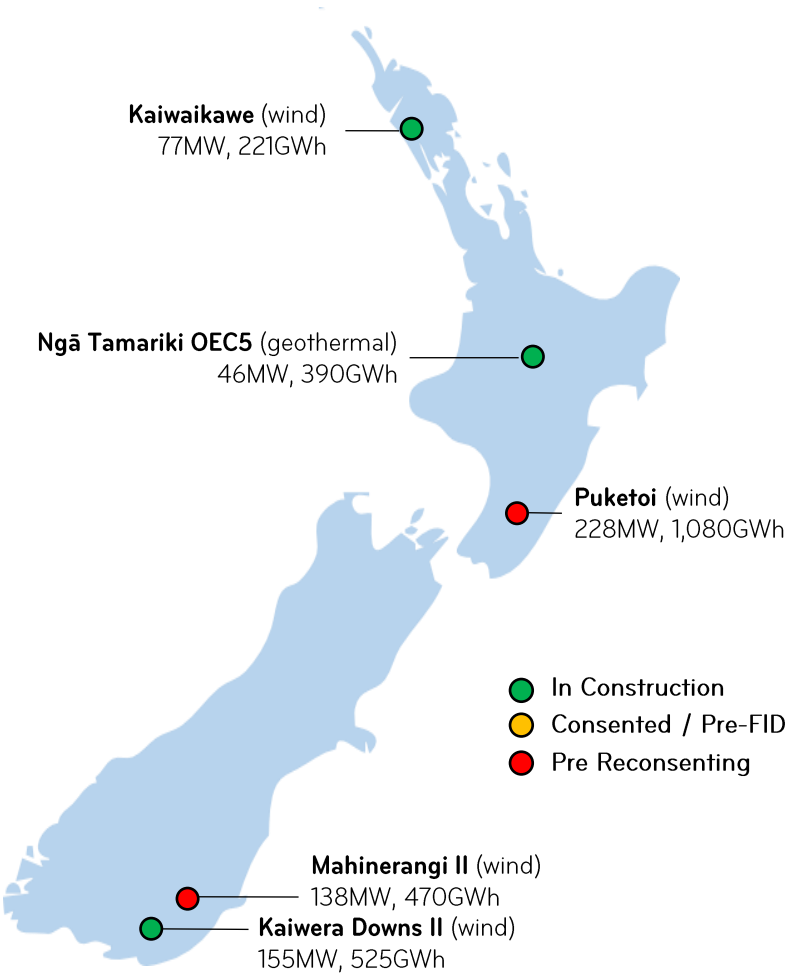 Kaiwaikawe (wind)
77MW, 221GWh
Ngā Tamariki OEC5 (geothermal)
46MW, 390GWh
Puketoi (wind)
228MW, 1,080GWh
In Construction
Consented / Pre-FID
Pre Reconsenting
Mahinerangi II (wind)
138MW, 470GWh
Kaiwera Downs II (wind)
155MW, 525GWh